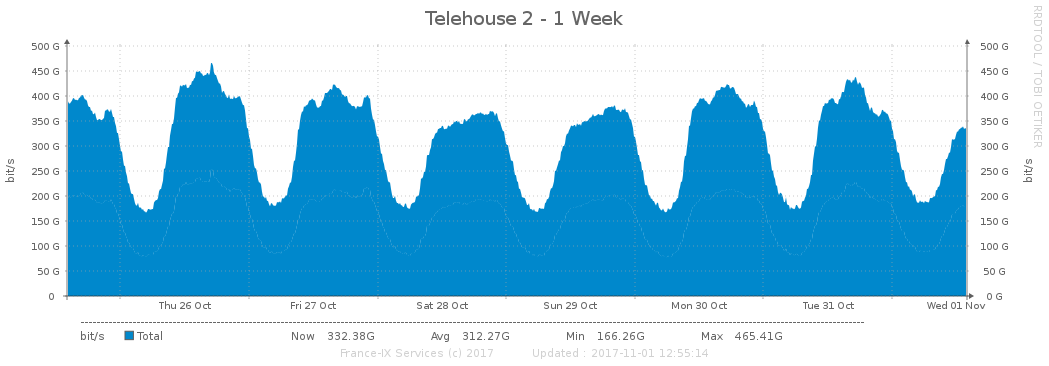 Telehouse 2 - 1 Week
RRDTOOL / TOBI OETIKER
500 G 500 G
450 G 450 G
400 G 400 G
350 G 350 G
300 G 300 G
250 G 250 G
200 G 200 G
150 G 150 G
100 G 100 G
50 G 50 G
0 0 G
bit/s bit/s
Thu 26 Oct Fri 27 Oct Sat 28 Oct Sun 29 Oct Mon 30 Oct Tue 31 Oct Wed 01 Nov
bit/s Total Now 332.38G Avg 312.27G Min 166.26G Max 465.41G
France-IX Services (c) 2017 Updated : 2017-11-01 12:55:14